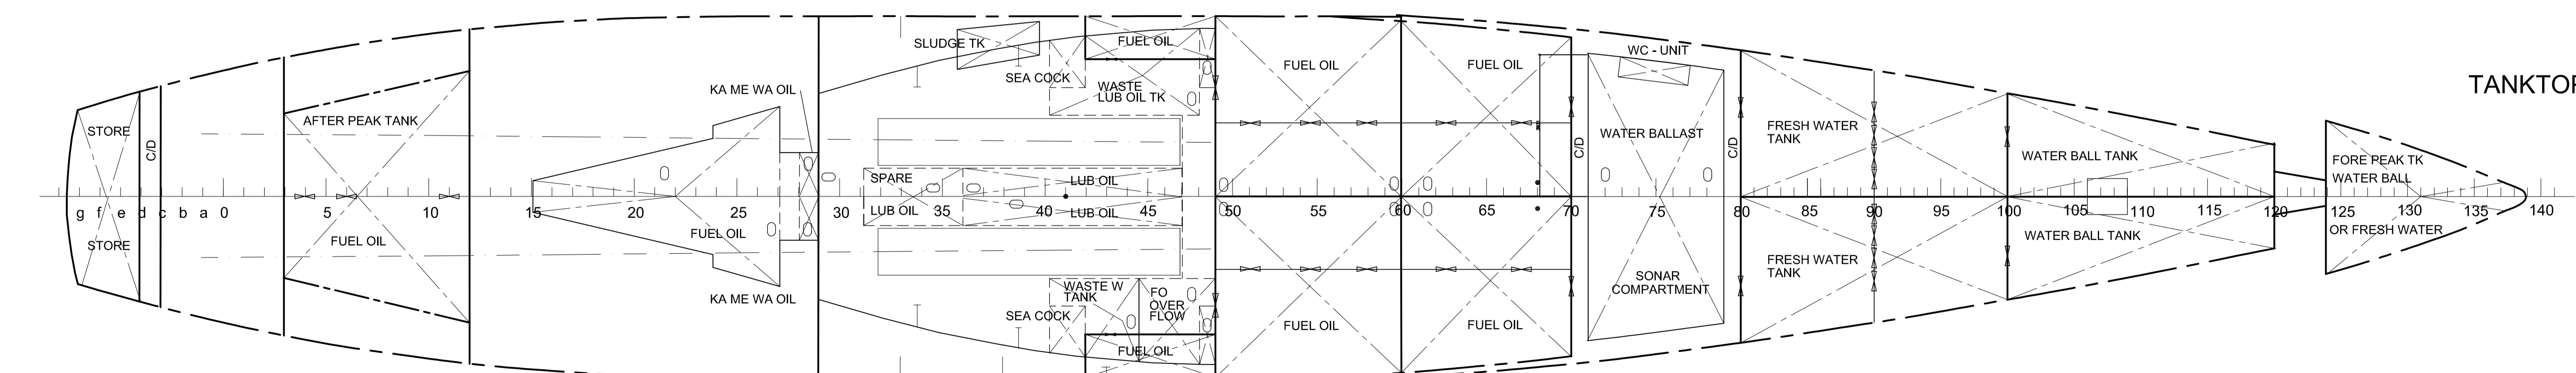 TANKTOP
SLUDGE TK
FUEL OIL
SEA COCK
WASTE
LUB OIL TK
KA ME WA OIL
FUEL OIL
FUEL OIL
WC - UNIT
STORE
C/D
AFTER PEAK TANK
C/D
WATER BALLAST
C/D
FRESH WATER
TANK
WATER BALL TANK
FORE PEAK TK
WATER BALL
SPARE
LUB OIL
LUB OIL
LUB OIL
g f e d c b a 0 5 10 15 20 25 30 35 40 45 50 55 60 65 70 75 80 85 90 95 100 105 110 115 120 125 130 135 140
STORE
FUEL OIL
FUEL OIL
WATER BALL TANK
OR FRESH WATER
FRESH WATER
TANK
SONAR
COMPARTMENT
KA ME WA OIL
WASTE W
TANK
FO
OVER
FLOW
SEA COCK
FUEL OIL
FUEL OIL
FUEL OIL